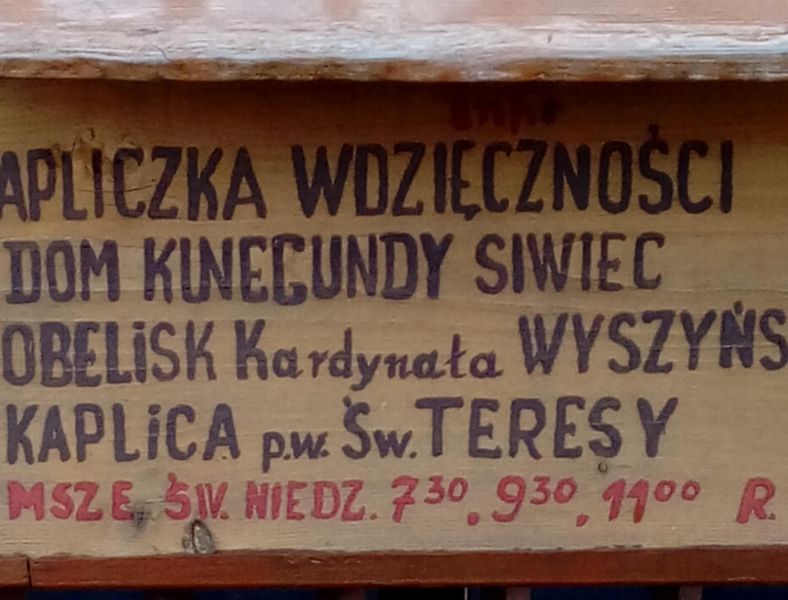 APLICZKA WDZIĘCZNOŚCI
DOM KUNEGUNDY SIWIEC
OBELiSK Kardynała WYSZYŃS
KAPLiCA p.w. Św. TERESY
MSZE ŚW. NIEDZ. 7³⁰, 9³⁰, 11⁰⁰ R.